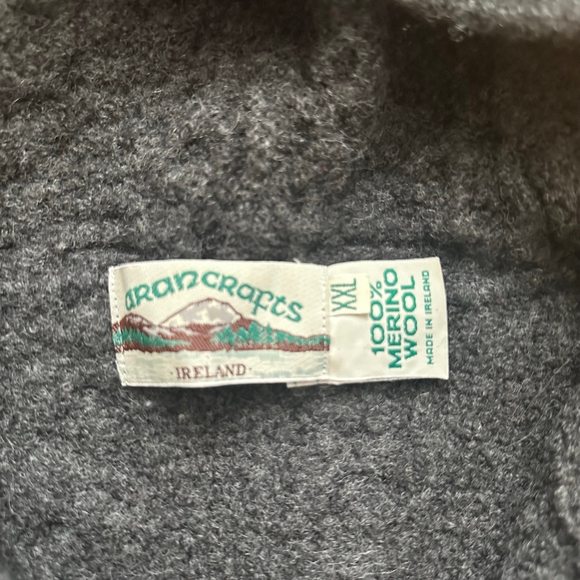 aranCRafts
·IRELAND·
XXL
100%
MERINO
WOOL
MADE IN IRELAND